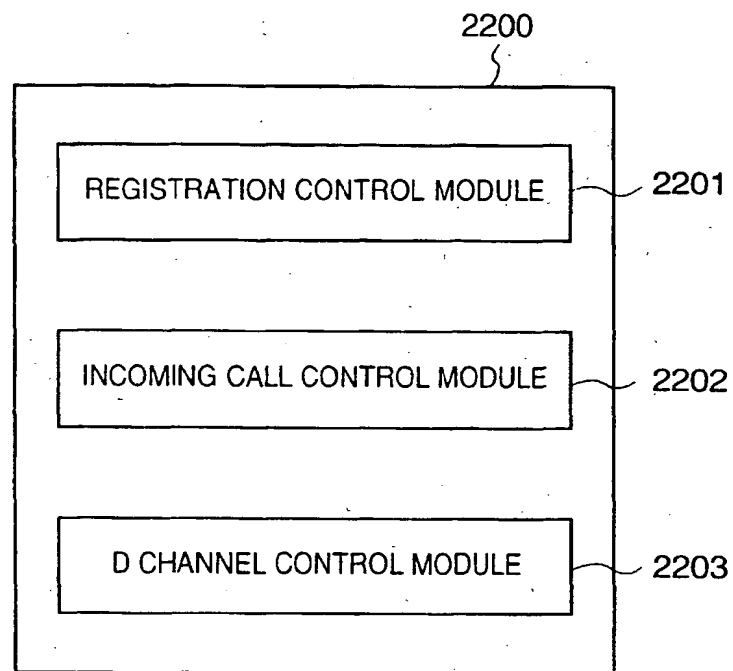 2200
REGISTRATION CONTROL MODULE
2201
INCOMING CALL CONTROL MODULE
2202
D CHANNEL CONTROL MODULE
2203